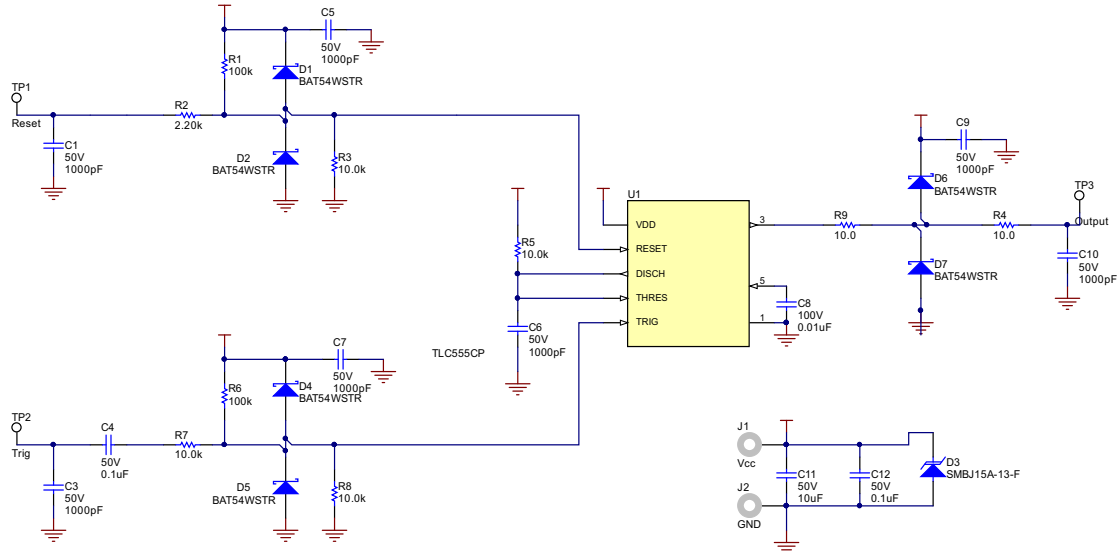 C5
50V
1000pF
R1
100k
D1
BAT54WSTR
TP1
Reset
R2
2.20k
C1
50V
1000pF
D2
BAT54WSTR
R3
10.0k
C9
50V
1000pF
D6
BAT54WSTR
TP3
Output
U1
VDD
RESET
DISCH
THRES
TRIG
3
5
1
R9
10.0
R4
10.0
D7
BAT54WSTR
C10
50V
1000pF
R5
10.0k
C6
50V
1000pF
TLC555CP
C8
100V
0.01uF
C7
50V
1000pF
R6
100k
D4
BAT54WSTR
TP2
Trig
C4
50V
0.1uF
R7
10.0k
C3
50V
1000pF
D5
BAT54WSTR
R8
10.0k
J1
Vcc
J2
GND
C11
50V
10uF
C12
50V
0.1uF
D3
SMBJ15A-13-F